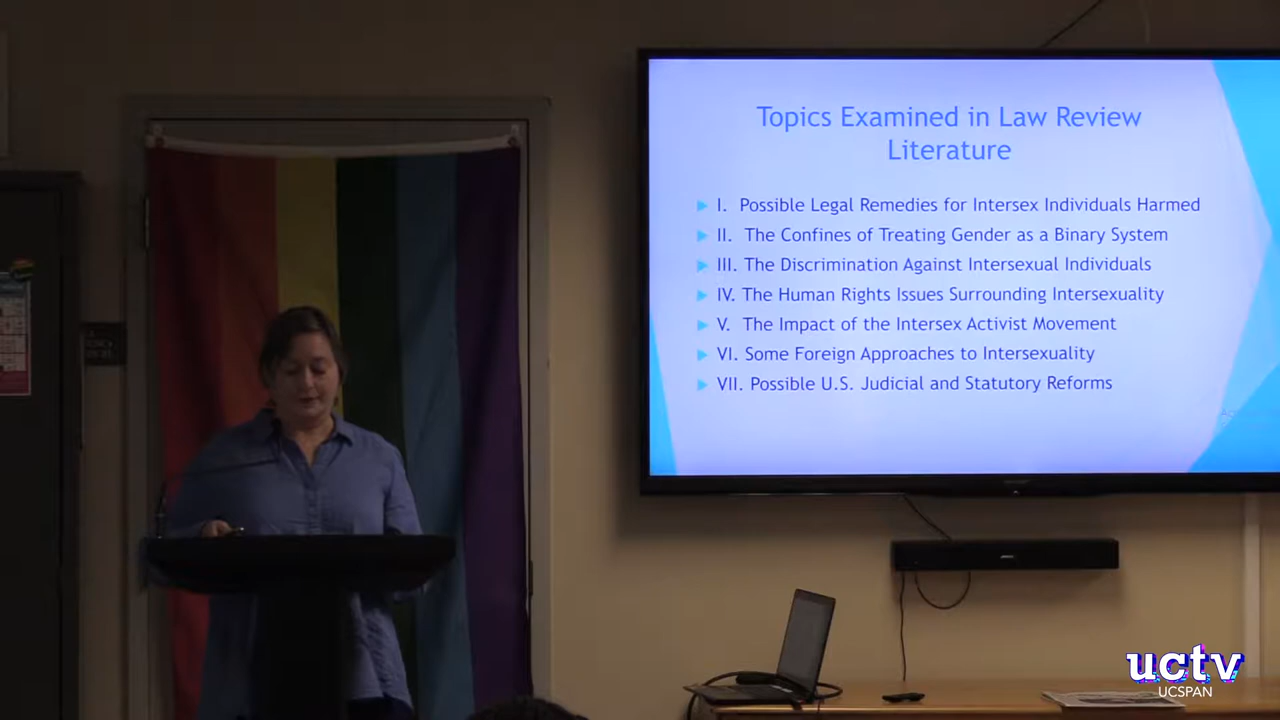 Topics Examined in Law Review
Literature
I. Possible Legal Remedies for Intersex Individuals Harmed
II. The Confines of Treating Gender as a Binary System
III. The Discrimination Against Intersexual Individuals
IV. The Human Rights Issues Surrounding Intersexuality
V. The Impact of the Intersex Activist Movement
VI. Some Foreign Approaches to Intersexuality
VII. Possible U.S. Judicial and Statutory Reforms
uctv
UCSPAN